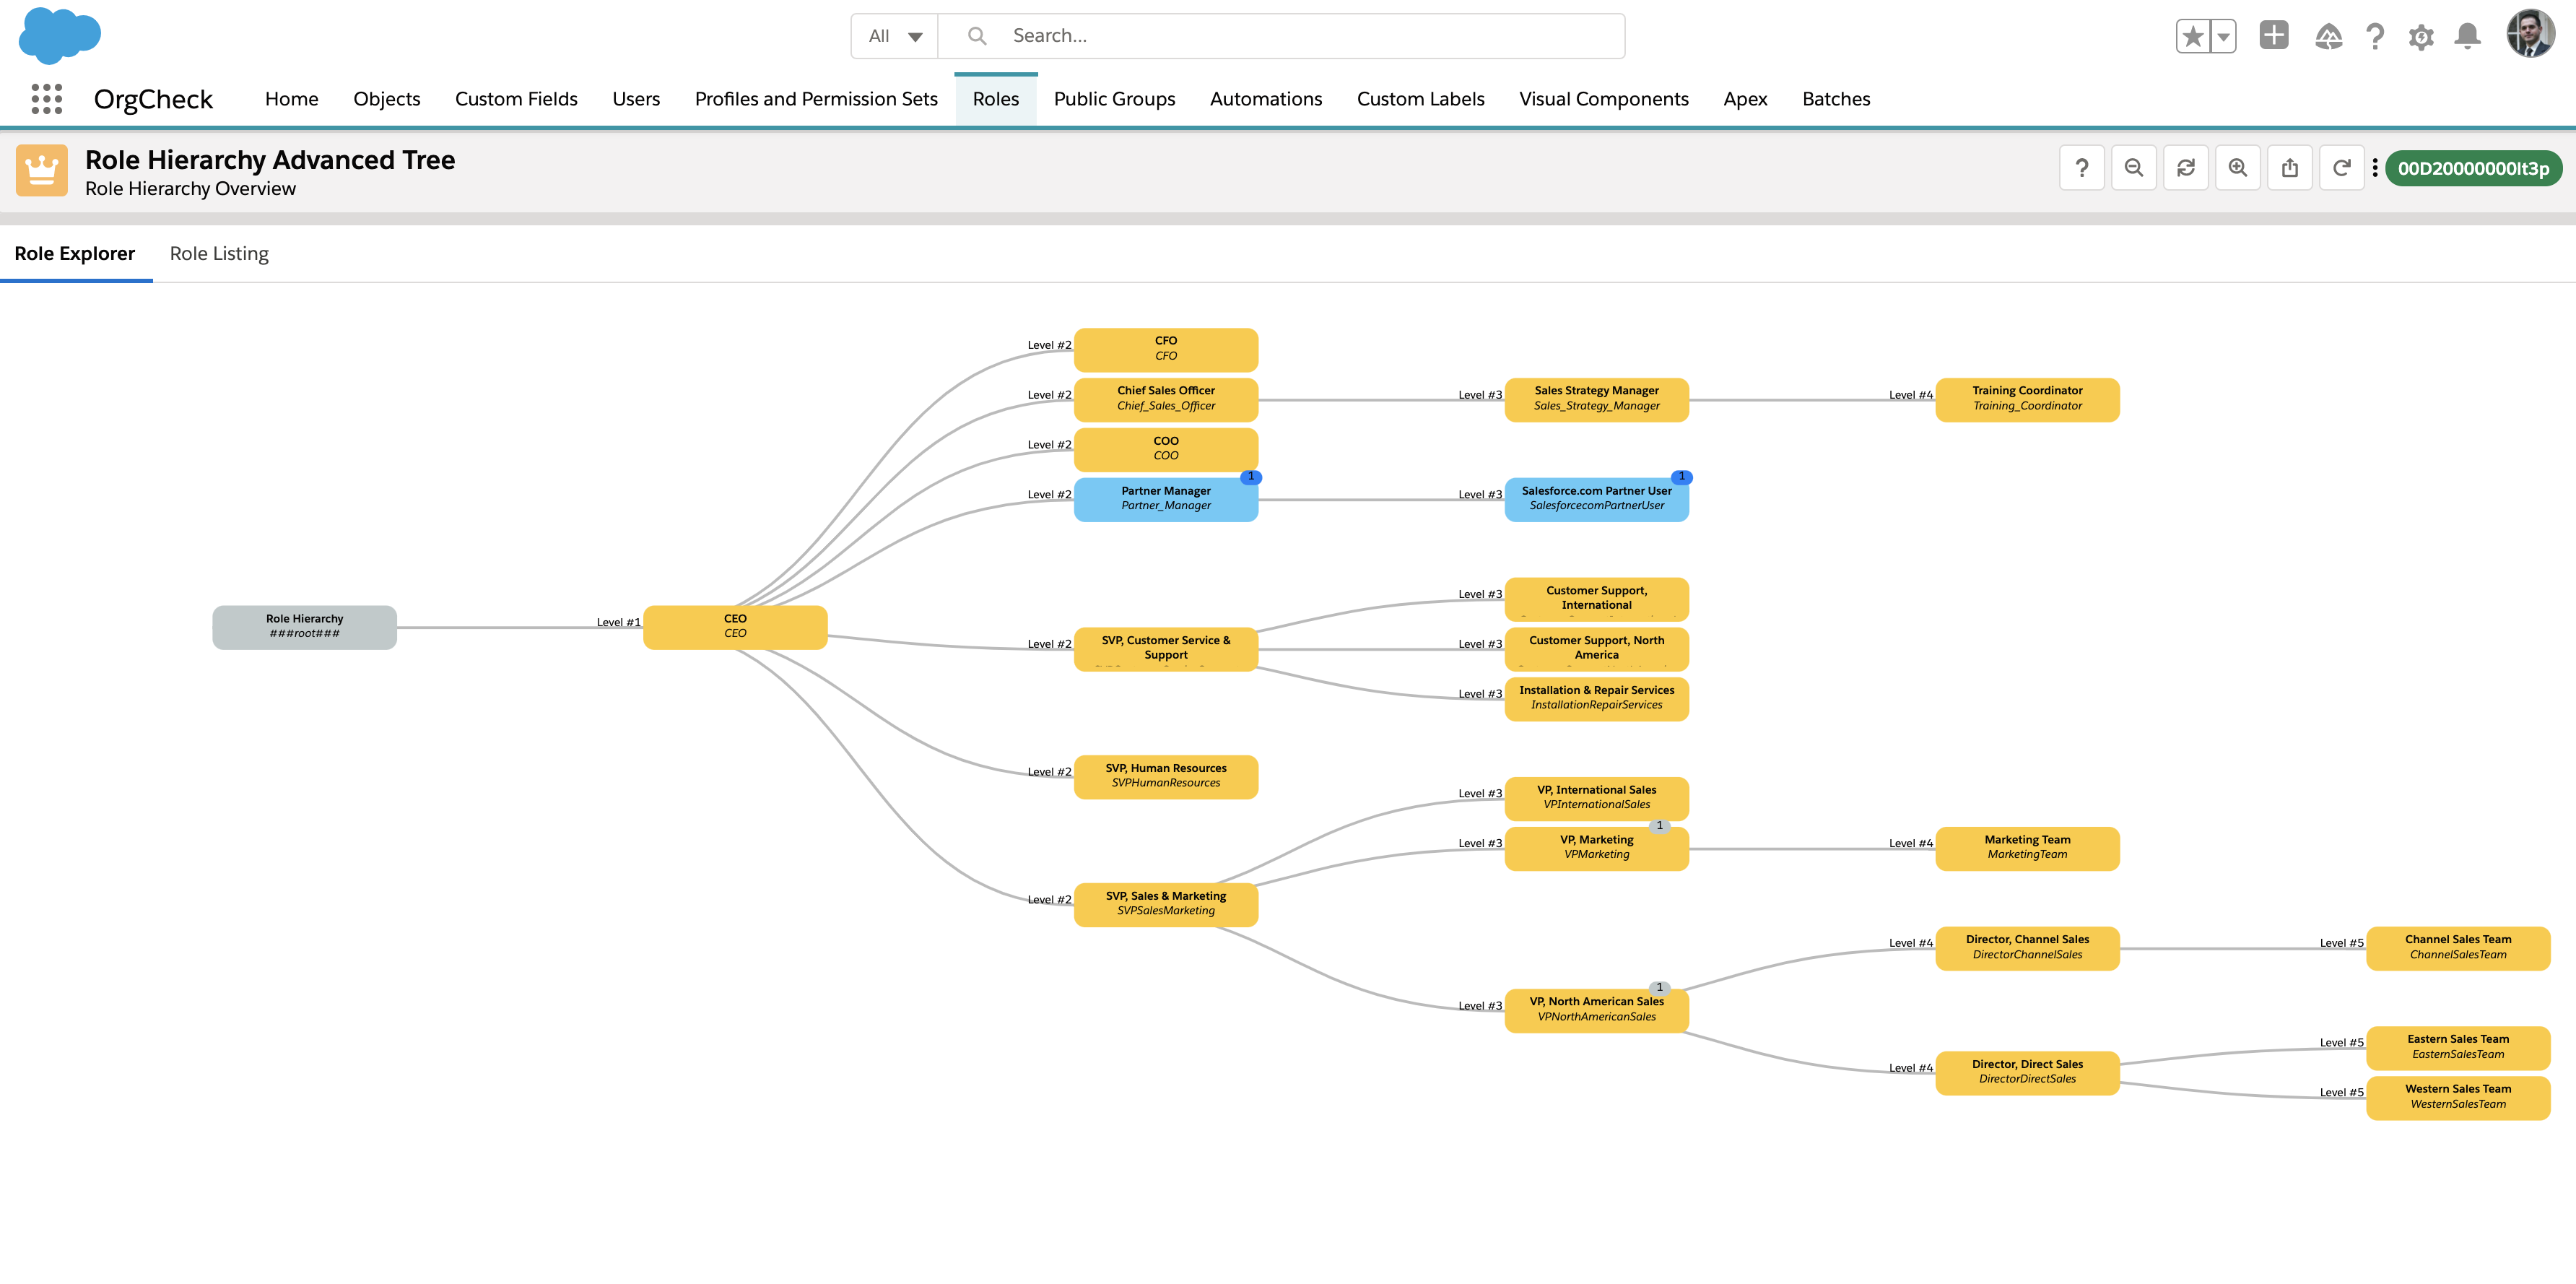 All
Search...
OrgCheck
Home
Objects
Custom Fields
Users
Profiles and Permission Sets
Roles
Public Groups
Automations
Custom Labels
Visual Components
Apex
Batches
Role Hierarchy Advanced Tree
Role Hierarchy Overview
?
00D20000000It3p
Role Explorer
Role Listing
Role Hierarchy
###root###
Level #1
CEO
CEO
Level #2
CFO
CFO
Level #2
Chief Sales Officer
Chief_Sales_Officer
Level #3
Sales Strategy Manager
Sales_Strategy_Manager
Level #4
Training Coordinator
Training_Coordinator
Level #2
COO
COO
Level #2
1
Partner Manager
Partner_Manager
Level #3
1
Salesforce.com Partner User
SalesforcecomPartnerUser
Level #2
SVP, Customer Service &
Support
Level #3
Customer Support,
International
Level #3
Customer Support, North
America
Level #3
Installation & Repair Services
InstallationRepairServices
Level #2
SVP, Human Resources
SVPHumanResources
Level #2
SVP, Sales & Marketing
SVPSalesMarketing
Level #3
VP, International Sales
VPInternationalSales
Level #3
1
VP, Marketing
VPMarketing
Level #4
Marketing Team
MarketingTeam
Level #3
1
VP, North American Sales
VPNorthAmericanSales
Level #4
Director, Channel Sales
DirectorChannelSales
Level #5
Channel Sales Team
ChannelSalesTeam
Level #4
Director, Direct Sales
DirectorDirectSales
Level #5
Eastern Sales Team
EasternSalesTeam
Level #5
Western Sales Team
WesternSalesTeam